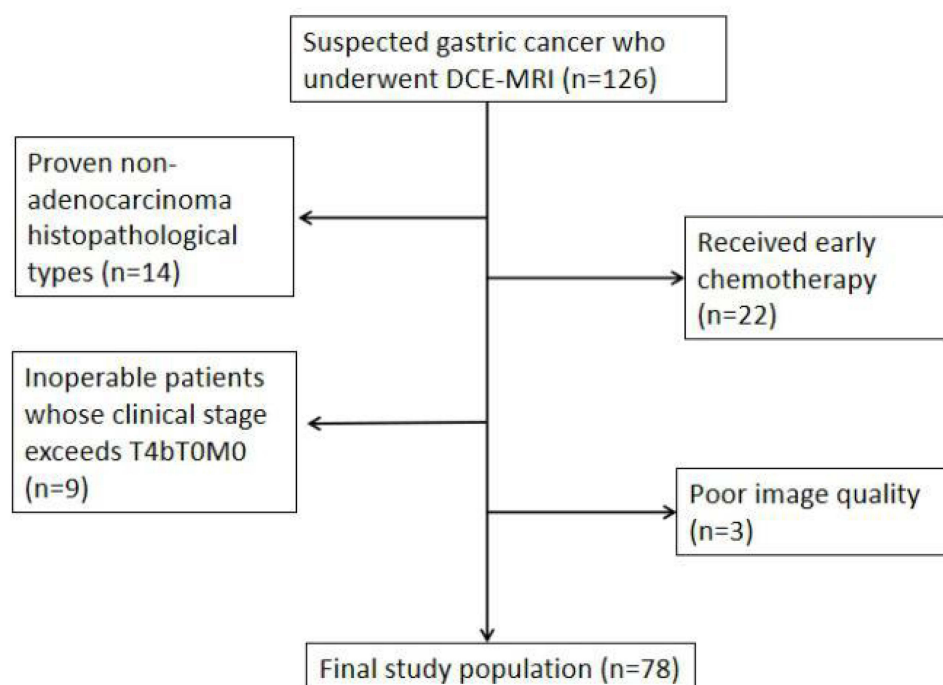 Suspected gastric cancer who
underwent DCE-MRI (n=126)
Proven non-
adenocarcinoma
histopathological
types (n=14)
Received early
chemotherapy
(n=22)
Inoperable patients
whose clinical stage
exceeds T4bT0M0
(n=9)
Poor image quality
(n=3)
Final study population (n=78)